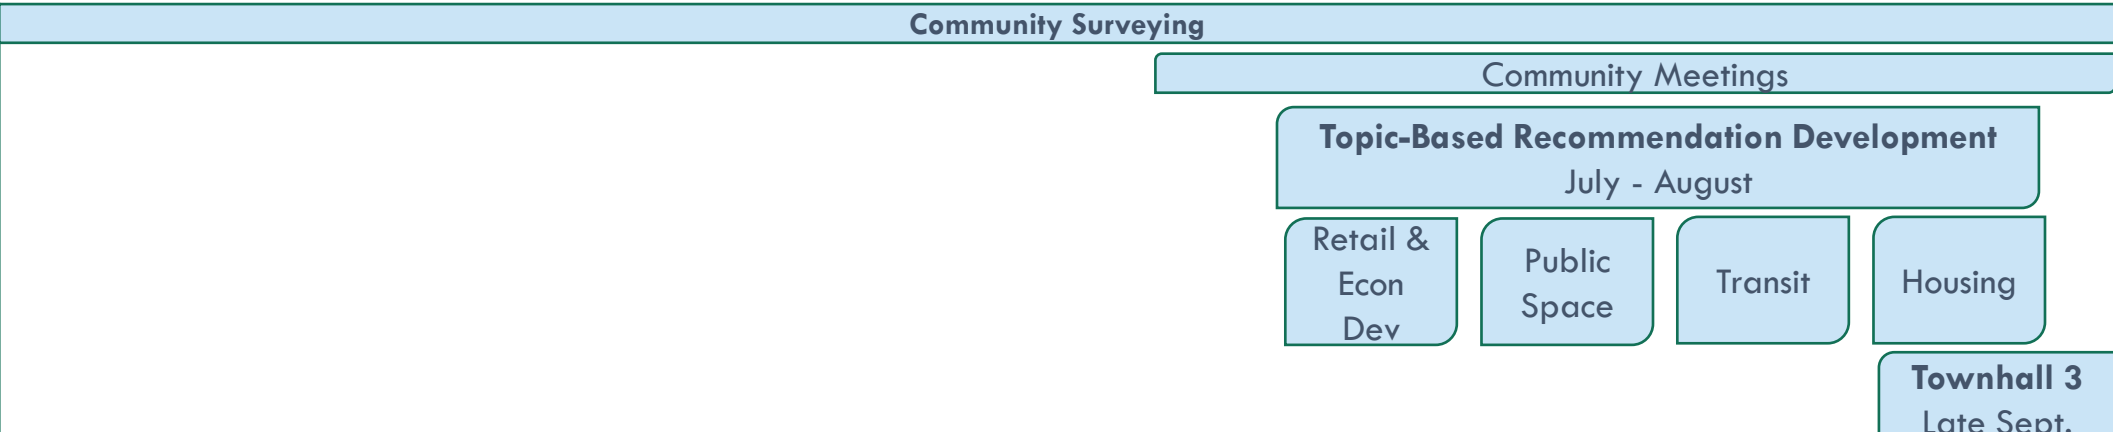 Community Surveying
Community Meetings
Topic-Based Recommendation Development
July - August
Retail &
Econ
Dev
Public
Space
Transit
Housing
Townhall 3
Late Sept.